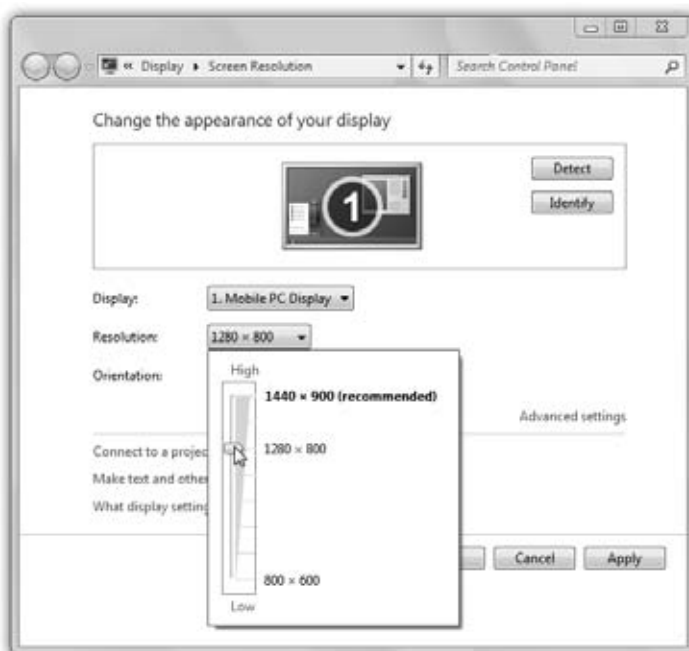 « Display ▸ Screen Resolution
Search Control Panel
Change the appearance of your display
1
Detect
Identify
Display:
1. Mobile PC Display
Resolution:
1280 × 800
Orientation:
High
1440 × 900 (recommended)
1280 × 800
800 × 600
Low
Advanced settings
Connect to a projec
Make text and other
What display setting
Cancel
Apply